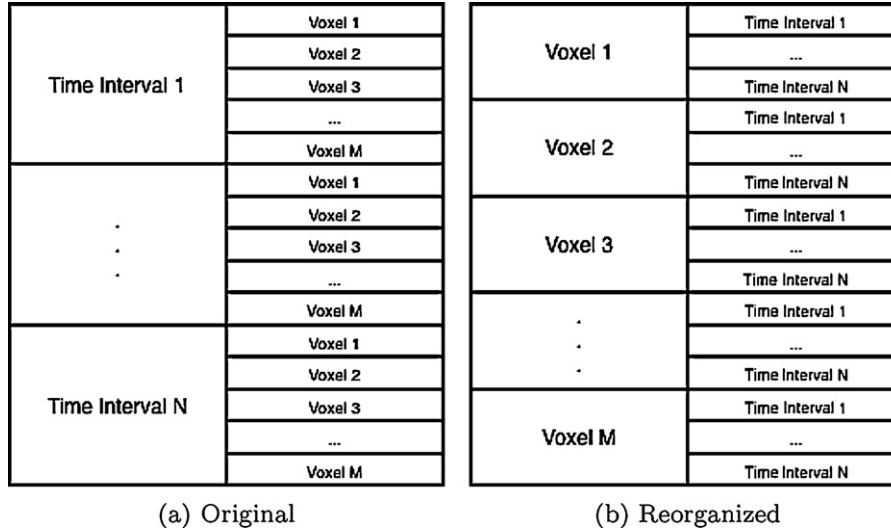 Time Interval 1
Voxel 1
Voxel 2
Voxel 3
...
Voxel M
.
.
.
Voxel 1
Voxel 2
Voxel 3
...
Voxel M
Time Interval N
Voxel 1
Voxel 2
Voxel 3
...
Voxel M
(a) Original
Voxel 1
Time Interval 1
...
Time Interval N
Voxel 2
Time Interval 1
...
Time Interval N
Voxel 3
Time Interval 1
...
Time Interval N
.
.
.
Time Interval 1
...
Time Interval N
Voxel M
Time Interval 1
...
Time Interval N
(b) Reorganized